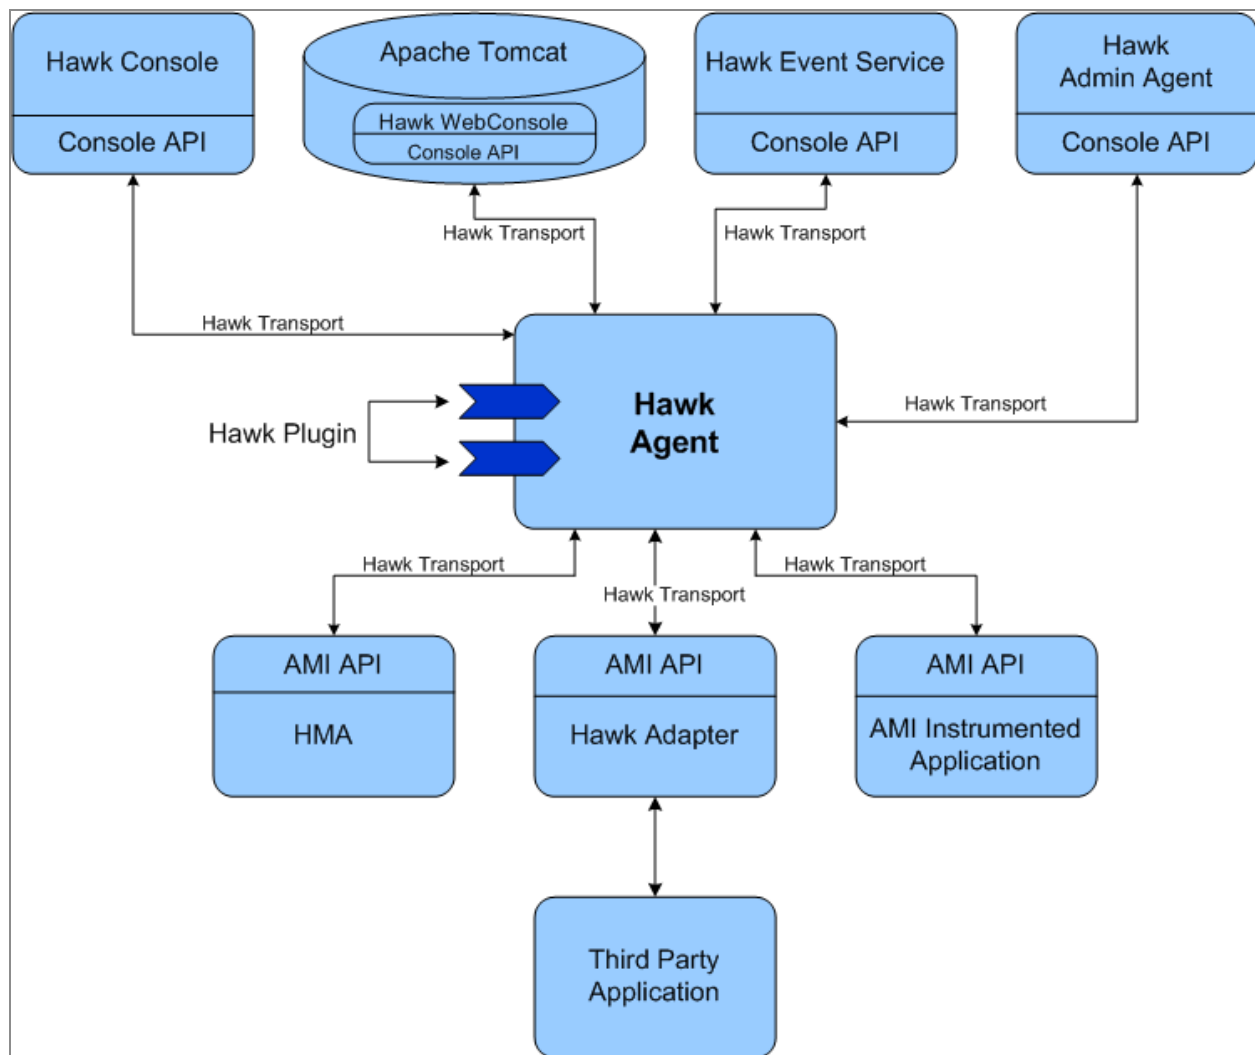 Hawk Console
Console API
Apache Tomcat
Hawk WebConsole
Console API
Hawk Event Service
Console API
Hawk
Admin Agent
Console API
Hawk Transport
Hawk Transport
Hawk Transport
Hawk Transport
Hawk Plugin
Hawk
Agent
Hawk Transport
Hawk Transport
Hawk Transport
AMI API
HMA
AMI API
Hawk Adapter
AMI API
AMI Instrumented
Application
Third Party
Application